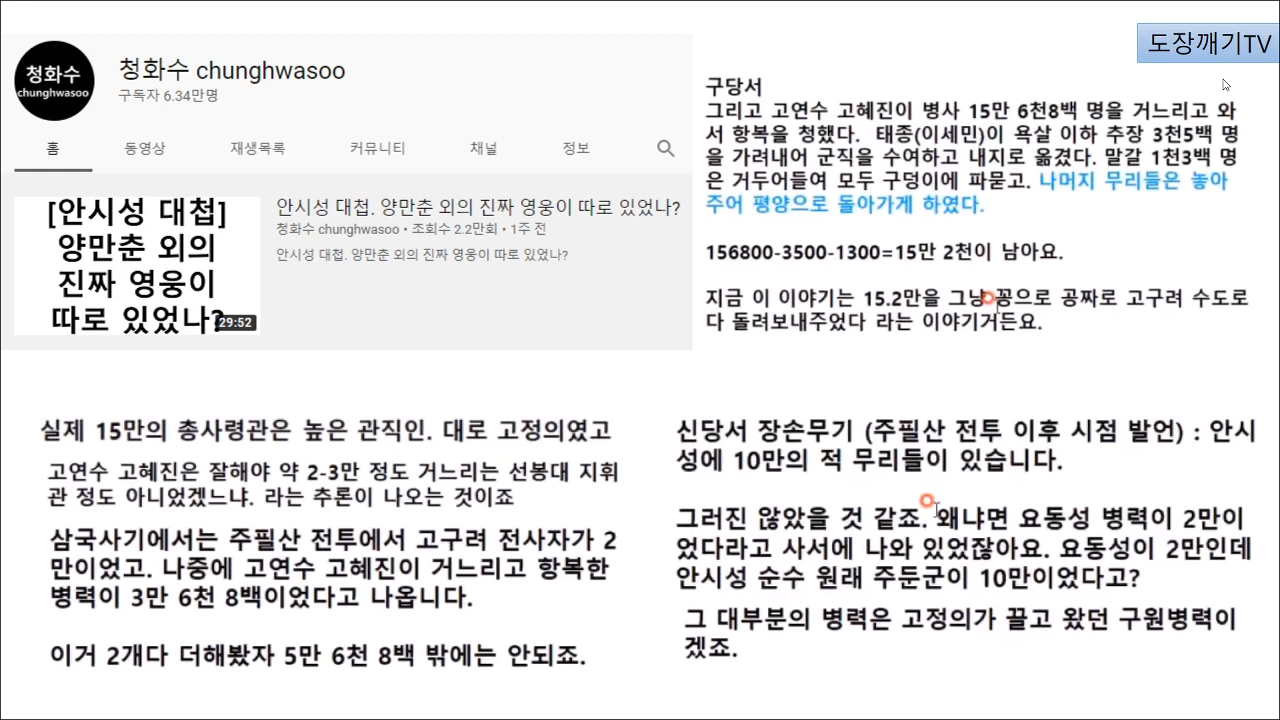 도장깨기TV
청화수
chunghwasoo
청화수 chunghwasoo
구독자 6.34만명
홈 동영상 재생목록 커뮤니티 채널 정보
[안시성 대첩]
양만춘 외의
진짜 영웅이
따로 있었나?
29:52
안시성 대첩. 양만춘 외의 진짜 영웅이 따로 있었나?
청화수 chunghwasoo • 조회수 2.2만회 • 1주 전
안시성 대첩. 양만춘 외의 진짜 영웅이 따로 있었나?
구당서
그리고 고연수 고혜진이 병사 15만 6천8백 명을 거느리고 와
서 항복을 청했다. 태종(이세민)이 욕살 이하 추장 3천5백 명
을 가려내어 군직을 수여하고 내지로 옮겼다. 말갈 1천3백 명
은 거두어들여 모두 구덩이에 파묻고. 나머지 무리들은 놓아
주어 평양으로 돌아가게 하였다.
156800-3500-1300=15만 2천이 남아요.
지금 이 이야기는 15.2만을 그냥 꽁으로 공짜로 고구려 수도로
다 돌려보내주었다 라는 이야기거든요.
실제 15만의 총사령관은 높은 관직인. 대로 고정의였고
고연수 고혜진은 잘해야 약 2-3만 정도 거느리는 선봉대 지휘
관 정도 아니었겠느냐. 라는 추론이 나오는 것이죠
삼국사기에서는 주필산 전투에서 고구려 전사자가 2
만이었고. 나중에 고연수 고혜진이 거느리고 항복한
병력이 3만 6천 8백이었다고 나옵니다.
이거 2개다 더해봤자 5만 6천 8백 밖에는 안되죠.
신당서 장손무기 (주필산 전투 이후 시점 발언) : 안시
성에 10만의 적 무리들이 있습니다.
그러진 않았을 것 같죠. 왜냐면 요동성 병력이 2만이
었다라고 사서에 나와 있었잖아요. 요동성이 2만인데
안시성 순수 원래 주둔군이 10만이었다고?
그 대부분의 병력은 고정의가 끌고 왔던 구원병력이
겠죠.